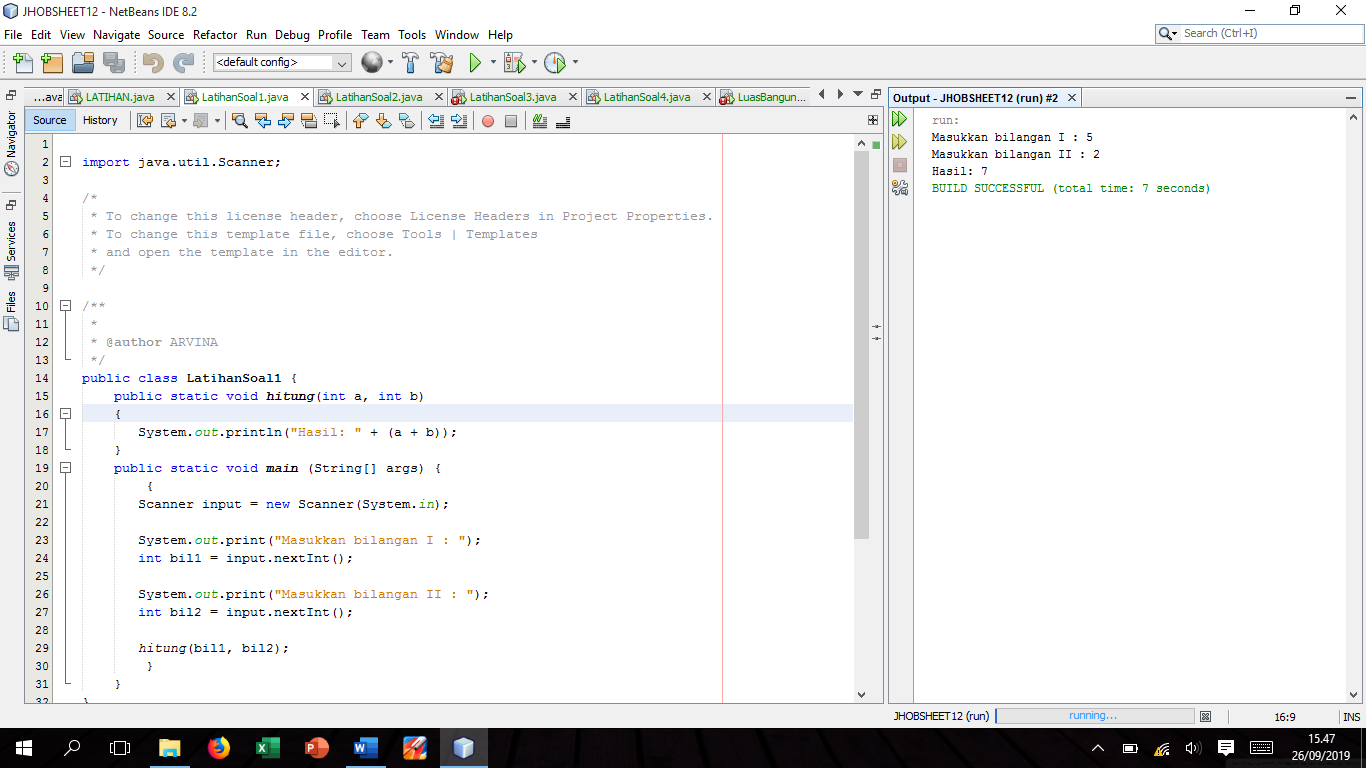 JHOBSHEET12 - NetBeans IDE 8.2
File Edit View Navigate Source Refactor Run Debug Profile Team Tools Window Help
Search (Ctrl+I)
<default config>
...ava LATIHAN.java LatihanSoal1.java LatihanSoal2.java LatihanSoal3.java LatihanSoal4.java LuasBangun...
Source History
Navigator
Services
Files
1
2 import java.util.Scanner;
3
4 /*
5 * To change this license header, choose License Headers in Project Properties.
6 * To change this template file, choose Tools | Templates
7 * and open the template in the editor.
8 */
9
10 /**
11 *
12 * @author ARVINA
13 */
14 public class LatihanSoal1 {
15 public static void hitung(int a, int b)
16 {
17 System.out.println("Hasil: " + (a + b));
18 }
19 public static void main (String[] args) {
20 {
21 Scanner input = new Scanner(System.in);
22
23 System.out.print("Masukkan bilangan I : ");
24 int bil1 = input.nextInt();
25
26 System.out.print("Masukkan bilangan II : ");
27 int bil2 = input.nextInt();
28
29 hitung(bil1, bil2);
30 }
31 }
32 }
Output - JHOBSHEET12 (run) #2
run:
Masukkan bilangan I : 5
Masukkan bilangan II : 2
Hasil: 7
BUILD SUCCESSFUL (total time: 7 seconds)
JHOBSHEET12 (run) running... 16:9 INS
15.47
26/09/2019